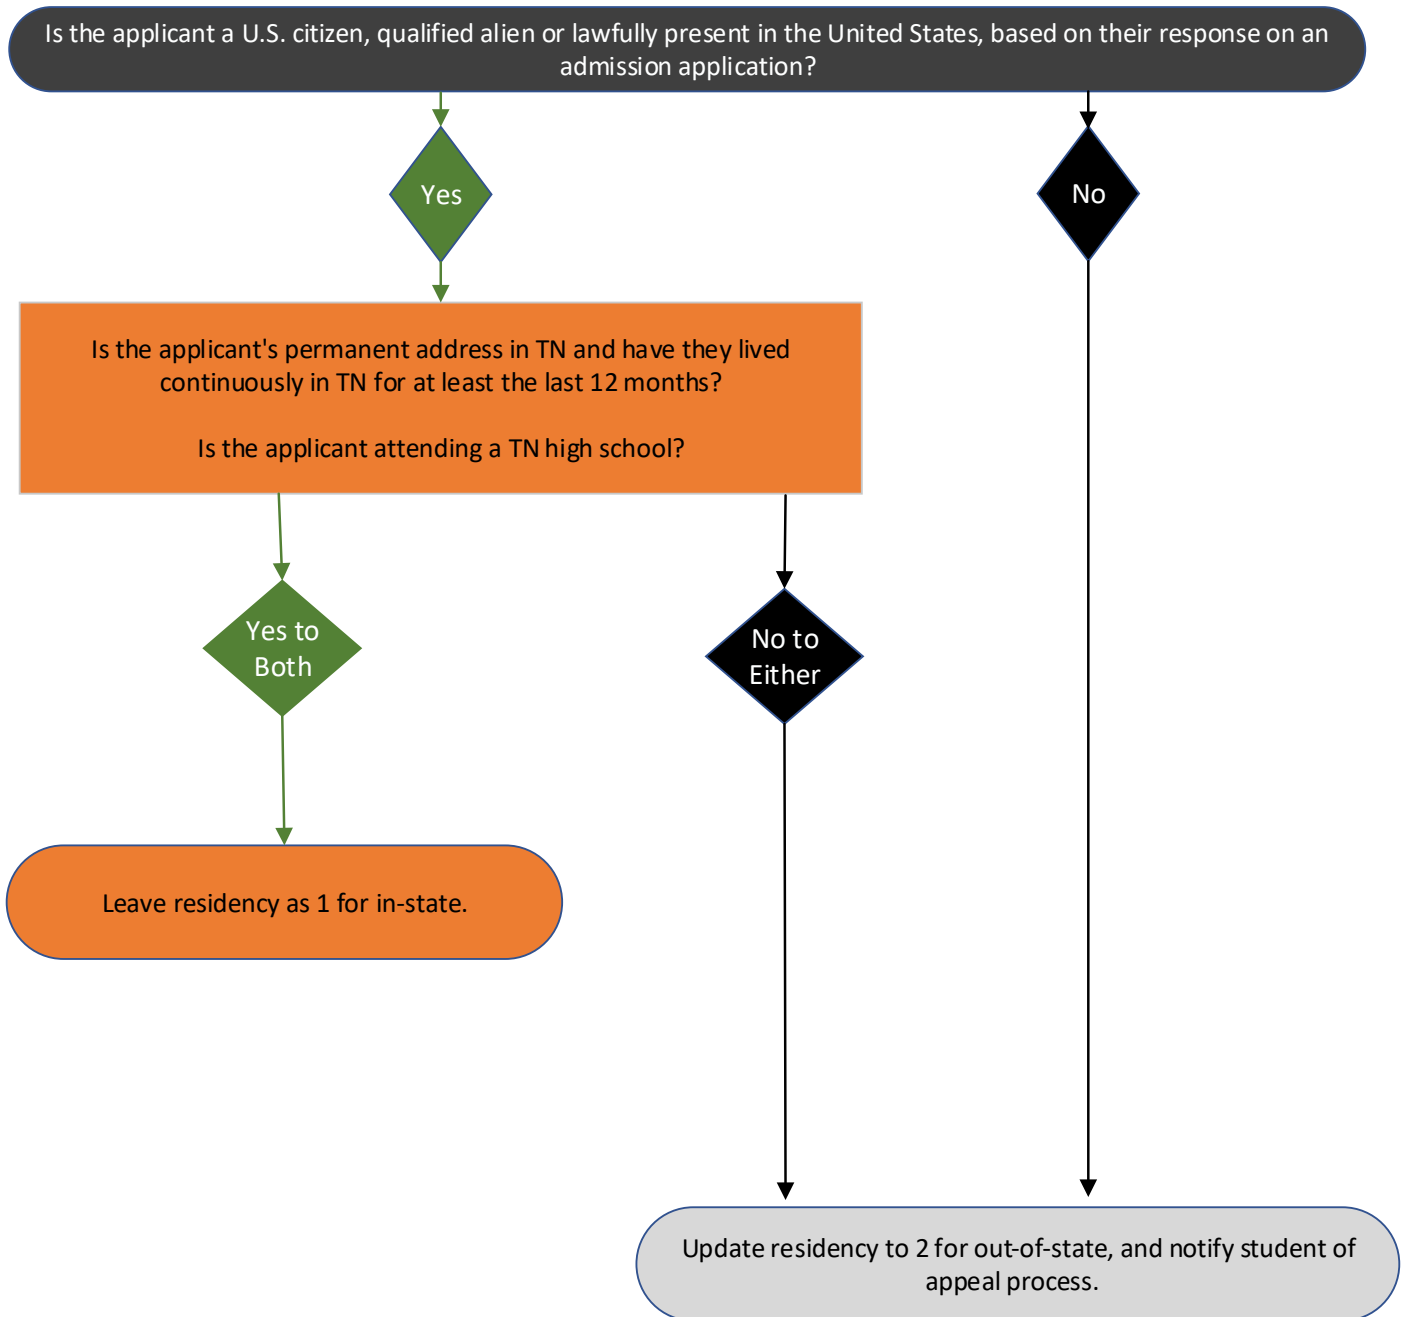 Is the applicant a U.S. citizen, qualified alien or lawfully present in the United States, based on their response on an
admission application?
Yes
No
Is the applicant's permanent address in TN and have they lived
continuously in TN for at least the last 12 months?
Is the applicant attending a TN high school?
Yes to
Both
No to
Either
Leave residency as 1 for in-state.
Update residency to 2 for out-of-state, and notify student of
appeal process.